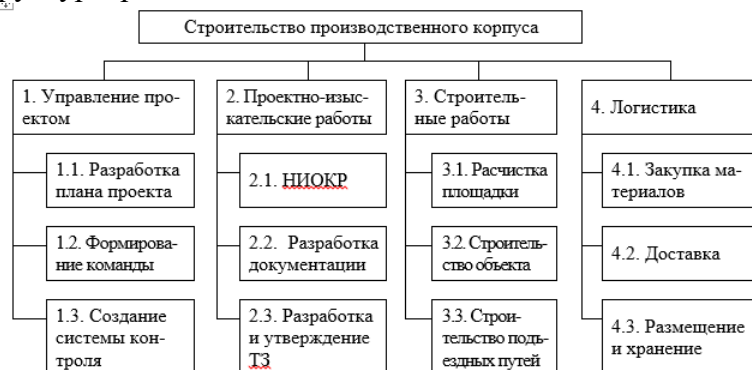 Строительство производственного корпуса
1. Управление про-
ектом
2. Проектно-изыс-
кательские работы
3. Строитель-
ные работы
4. Логистика
1.1. Разработка
плана проекта
2.1. НИОКР
3.1. Расчистка
площадки
4.1. Закупка ма-
териалов
1.2. Формирова-
ние команды
2.2. Разработка
документации
3.2. Строитель-
ство объекта
4.2. Доставка
1.3. Создание
системы кон-
троля
2.3. Разработка
и утверждение
ТЗ
3.3. Строи-
тельство подъ-
ездных путей
4.3. Размещение
и хранение